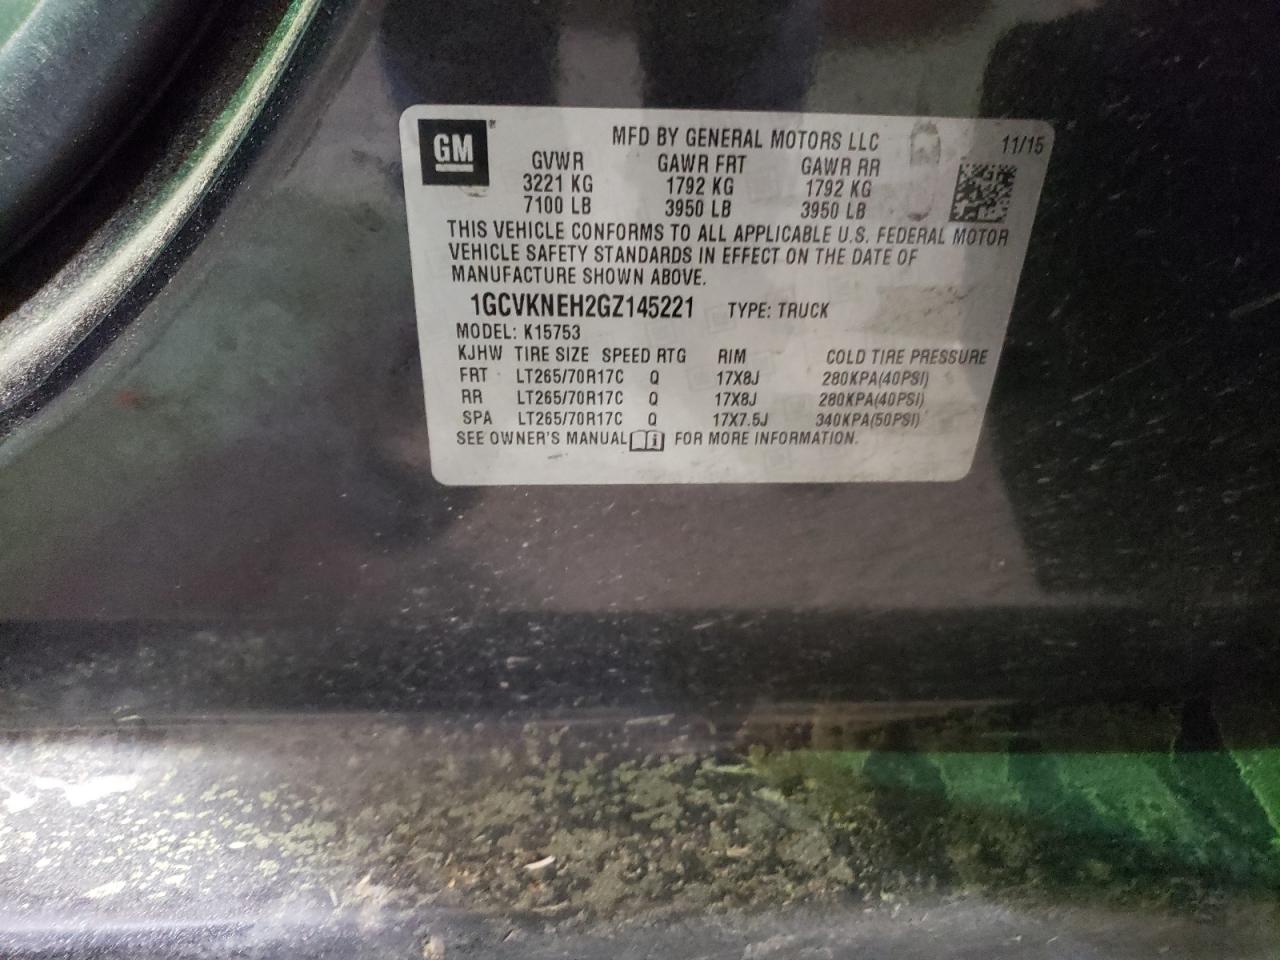 GM ®
MFD BY GENERAL MOTORS LLC 11/15
GVWR GAWR FRT GAWR RR
3221 KG 1792 KG 1792 KG
7100 LB 3950 LB 3950 LB
THIS VEHICLE CONFORMS TO ALL APPLICABLE U.S. FEDERAL MOTOR
VEHICLE SAFETY STANDARDS IN EFFECT ON THE DATE OF
MANUFACTURE SHOWN ABOVE.
1GCVKNEH2GZ145221 TYPE: TRUCK
MODEL: K15753
KJHW TIRE SIZE SPEED RTG RIM COLD TIRE PRESSURE
FRT LT265/70R17C Q 17X8J 280KPA(40PSI)
RR LT265/70R17C Q 17X8J 280KPA(40PSI)
SPA LT265/70R17C Q 17X7.5J 340KPA(50PSI)
SEE OWNER'S MANUAL FOR MORE INFORMATION.